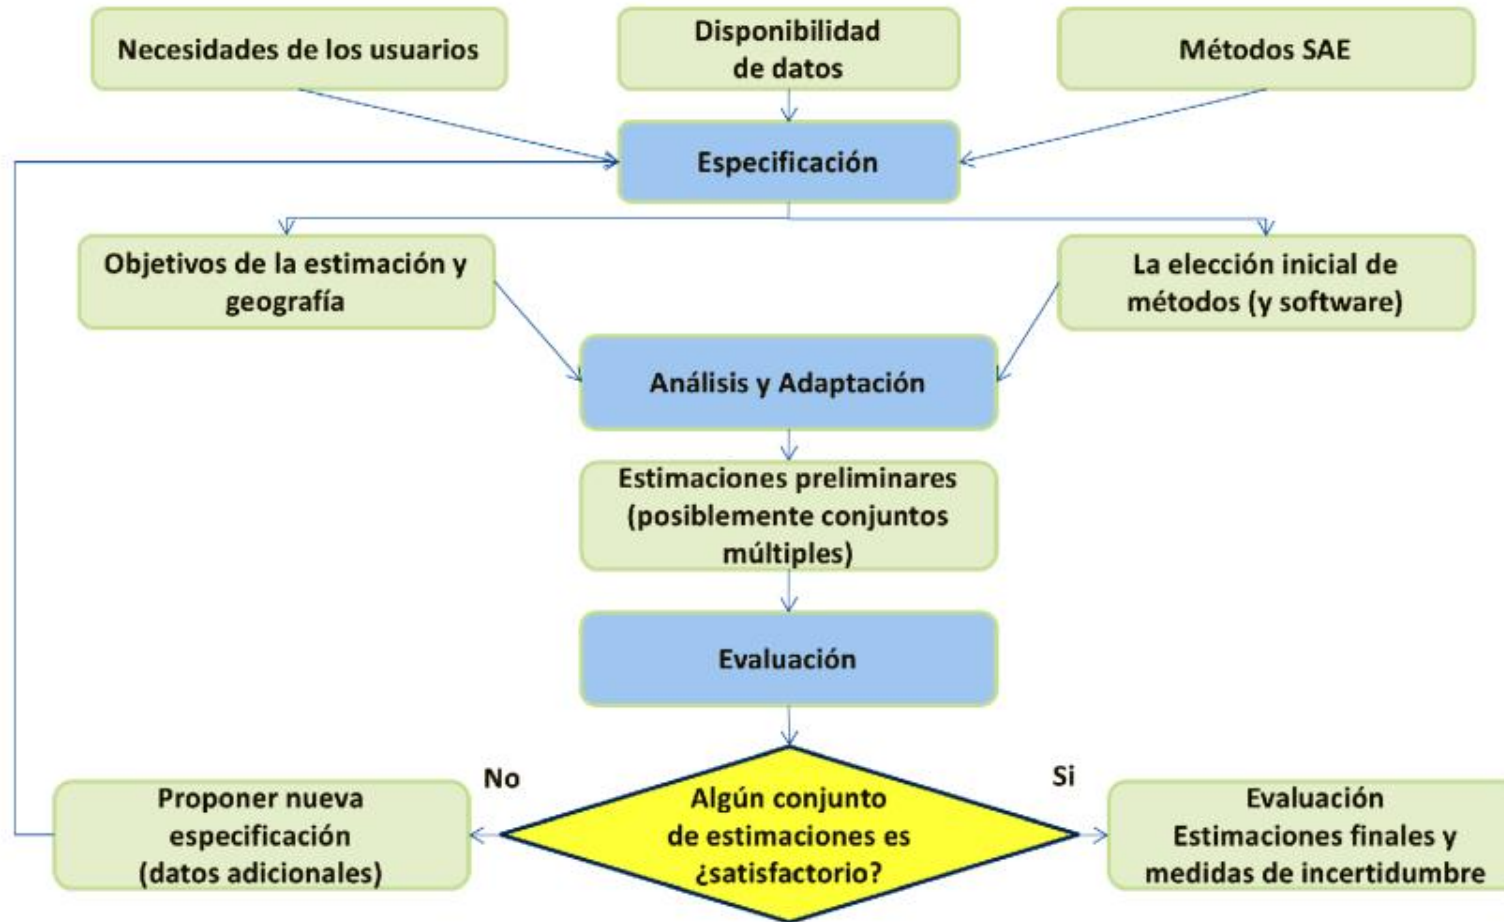 Necesidades de los usuarios
Disponibilidad
de datos
Métodos SAE
Especificación
Objetivos de la estimación y
geografía
La elección inicial de
métodos (y software)
Análisis y Adaptación
Estimaciones preliminares
(posiblemente conjuntos
múltiples)
Evaluación
No
Si
Proponer nueva
especificación
(datos adicionales)
Algún conjunto
de estimaciones es
¿satisfactorio?
Evaluación
Estimaciones finales y
medidas de incertidumbre